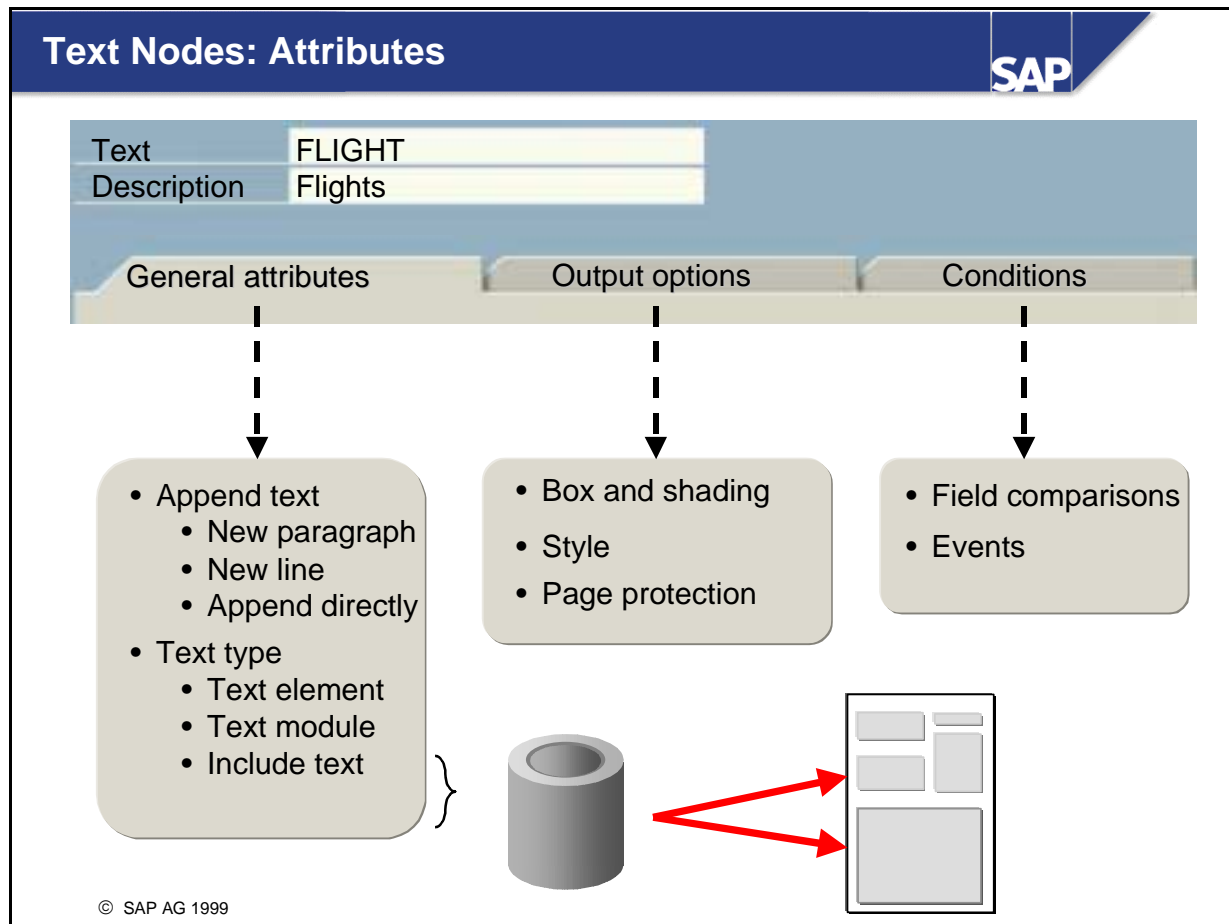 Text Nodes: Attributes
SAP
Text FLIGHT
Description Flights
General attributes Output options Conditions
• Append text
• New paragraph
• New line
• Append directly
• Text type
• Text element
• Text module
• Include text
• Box and shading
• Style
• Page protection
• Field comparisons
• Events
© SAP AG 1999